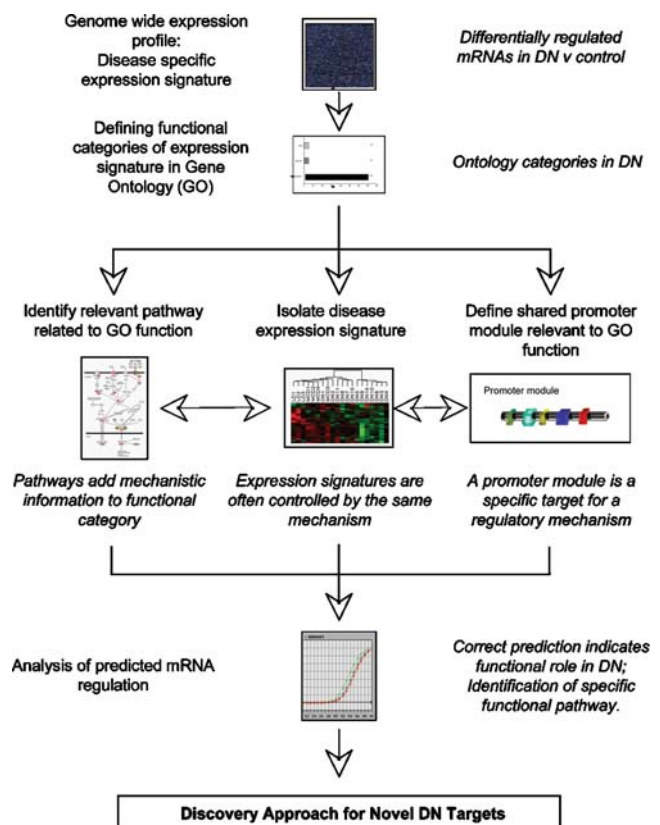 Genome wide expression
profile:
Disease specific
expression signature
Differentially regulated
mRNAs in DN v control
Defining functional
categories of expression
signature in Gene
Ontology (GO)
Ontology categories in DN
Identify relevant pathway
related to GO function
Isolate disease
expression signature
Define shared promoter
module relevant to GO
function
Promoter module
Pathways add mechanistic
information to functional
category
Expression signatures are
often controlled by the same
mechanism
A promoter module is a
specific target for a
regulatory mechanism
Analysis of predicted mRNA
regulation
Correct prediction indicates
functional role in DN;
Identification of specific
functional pathway.
Discovery Approach for Novel DN Targets